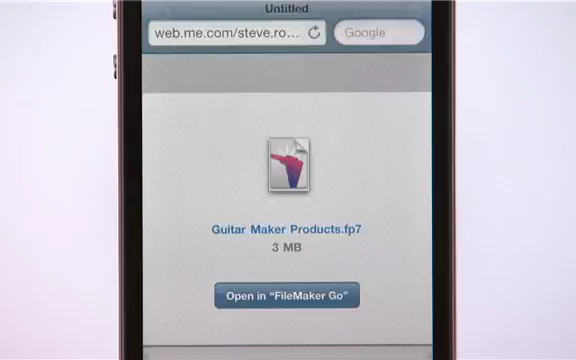 Untitled
web.me.com/steve.ro...
Google
Guitar Maker Products.fp7
3 MB
Open in “FileMaker Go”